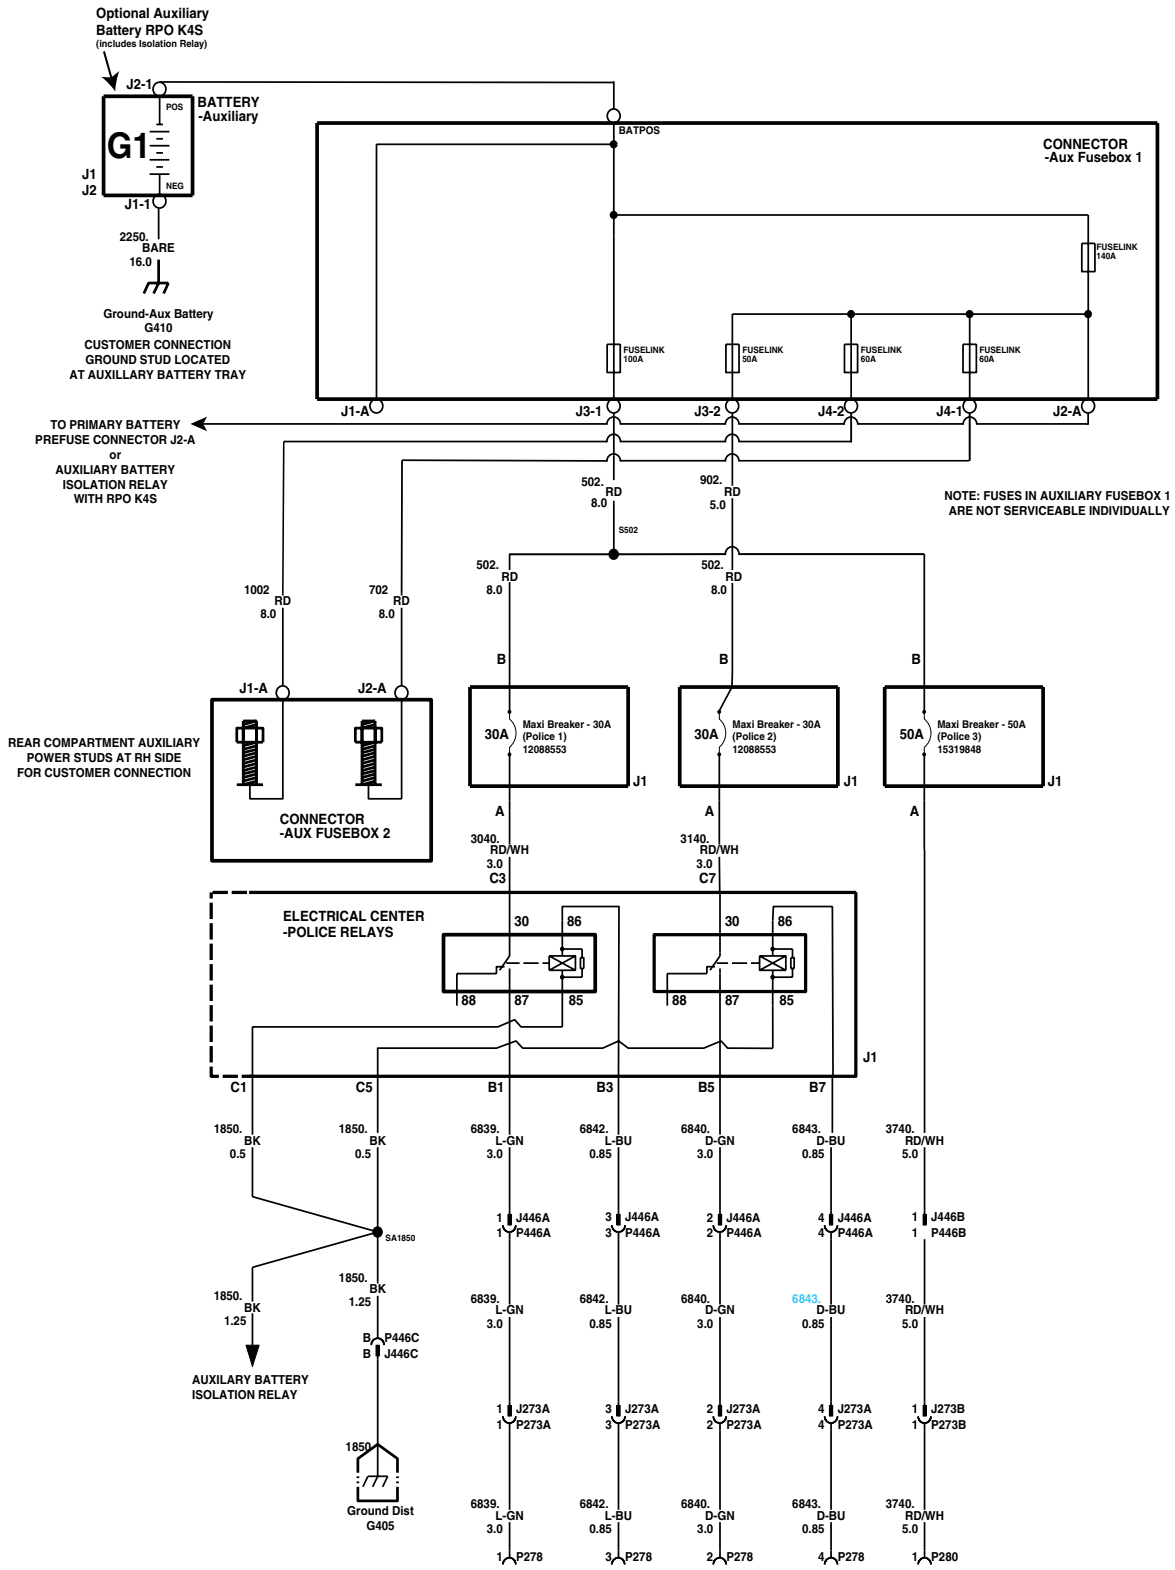 Optional Auxiliary
Battery RPO K4S
(includes Isolation Relay)
J2-1
POS
BATTERY
-Auxiliary
G1
J1
J2
NEG
J1-1
2250.
BARE
16.0
Ground-Aux Battery
G410
CUSTOMER CONNECTION
GROUND STUD LOCATED
AT AUXILLARY BATTERY TRAY
BATPOS
CONNECTOR
-Aux Fusebox 1
FUSELINK
140A
FUSELINK
100A
FUSELINK
50A
FUSELINK
60A
FUSELINK
60A
J1-A
J3-1
J3-2
J4-2
J4-1
J2-A
TO PRIMARY BATTERY
PREFUSE CONNECTOR J2-A
or
AUXILIARY BATTERY
ISOLATION RELAY
WITH RPO K4S
502.
RD
8.0
902.
RD
5.0
NOTE: FUSES IN AUXILIARY FUSEBOX 1
ARE NOT SERVICEABLE INDIVIDUALLY
S502
502.
RD
8.0
502.
RD
8.0
1002
RD
8.0
702
RD
8.0
B
B
B
J1-A
J2-A
REAR COMPARTMENT AUXILIARY
POWER STUDS AT RH SIDE
FOR CUSTOMER CONNECTION
CONNECTOR
-AUX FUSEBOX 2
30A
Maxi Breaker - 30A
(Police 1)
12088553
J1
30A
Maxi Breaker - 30A
(Police 2)
12088553
J1
50A
Maxi Breaker - 50A
(Police 3)
15319848
J1
A
A
A
3040.
RD/WH
3.0
C3
3140.
RD/WH
3.0
C7
ELECTRICAL CENTER
-POLICE RELAYS
30
86
88
87
85
30
86
88
87
85
J1
C1
C5
B1
B3
B5
B7
1850.
BK
0.5
1850.
BK
0.5
6839.
L-GN
3.0
6842.
L-BU
0.85
6840.
D-GN
3.0
6843.
D-BU
0.85
3740.
RD/WH
5.0
1 J446A
1 P446A
3 J446A
3 P446A
2 J446A
2 P446A
4 J446A
4 P446A
1 J446B
1 P446B
SA1850
1850.
BK
1.25
1850.
BK
1.25
6839.
L-GN
3.0
6842.
L-BU
0.85
6840.
D-GN
3.0
6843.
D-BU
0.85
3740.
RD/WH
5.0
B P446C
B J446C
AUXILARY BATTERY
ISOLATION RELAY
1 J273A
1 P273A
3 J273A
3 P273A
2 J273A
2 P273A
4 J273A
4 P273A
1 J273B
1 P273B
1850
Ground Dist
G405
6839.
L-GN
3.0
6842.
L-BU
0.85
6840.
D-GN
3.0
6843.
D-BU
0.85
3740.
RD/WH
5.0
1 P278
3 P278
2 P278
4 P278
1 P280